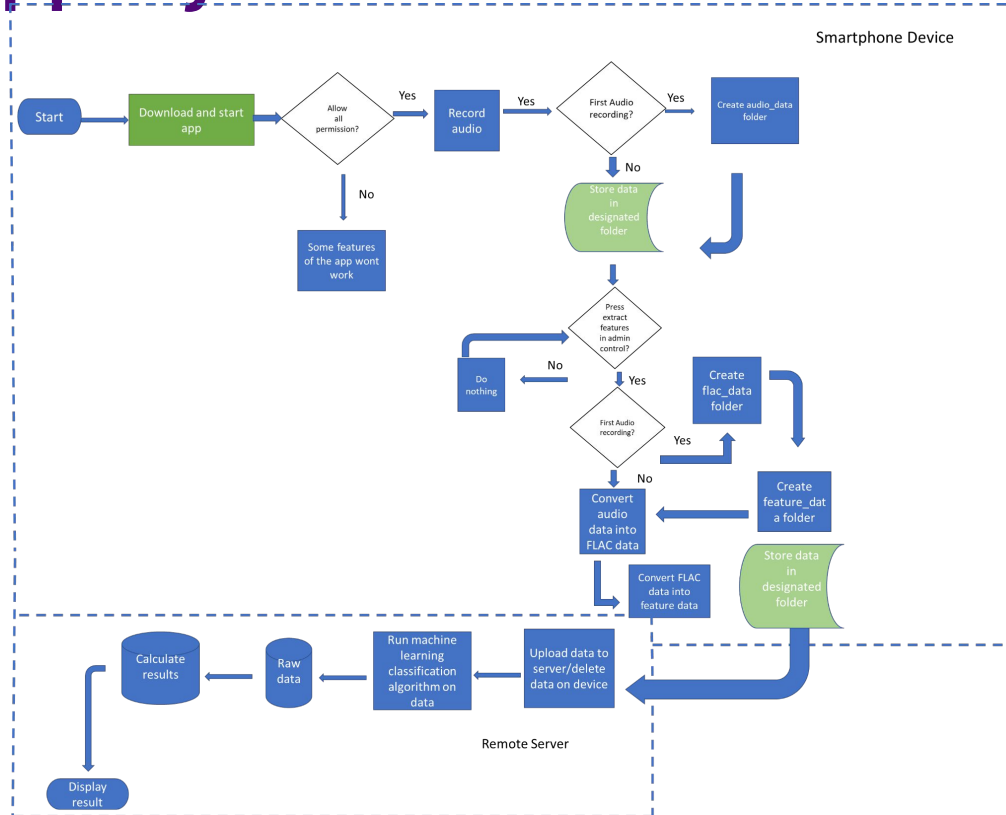 Smartphone Device
Start
Download and start
app
Allow
all
permission?
Yes
Record
audio
Yes
First Audio
recording?
Yes
Create audio_data
folder
No
No
Store data
in
designated
folder
Some features
of the app wont
work
Press
extract
features
in admin
control?
No
Do
nothing
Yes
Create
flac_data
folder
First Audio
recording?
Yes
No
Convert
audio
data into
FLAC data
Create
feature_dat
a folder
Store data
in
designated
folder
Convert FLAC
data into
feature data
Upload data to
server/delete
data on device
Run machine
learning
classification
algorithm on
data
Raw
data
Calculate
results
Remote Server
Display
result